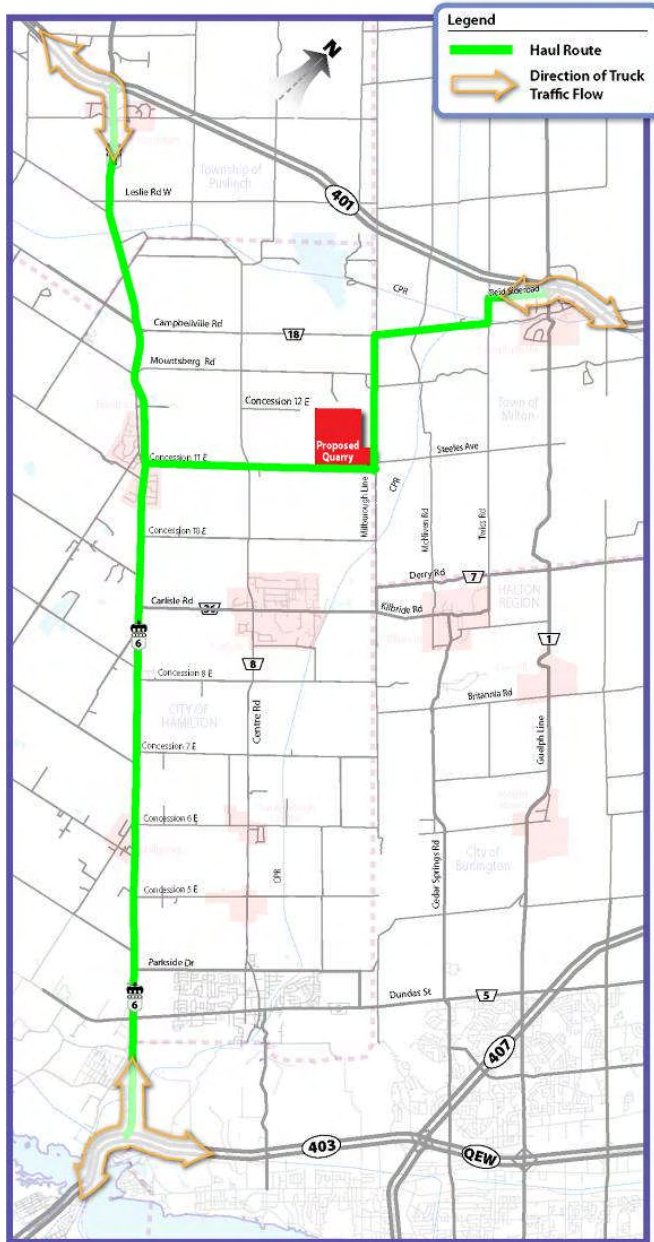 Legend
Haul Route
Direction of Truck
Traffic Flow
N
Township of
Puslinch
Leslie Rd W
401
CPR
Reid Sideroad
Campbellville Rd
18
Mountsberg Rd
Concession 12 E
Town of
Milton
Proposed
Quarry
Steeles Ave
Concession 11 E
Millborough Line
CPR
McNiven Rd
Twiss Rd
Concession 10 E
Derry Rd
7
HALTON
REGION
Carlisle Rd
36
Kilbride Rd
6
8
1
Concession 8 E
Centre Rd
Britannia Rd
Guelph Line
CITY OF
HAMILTON
Concession 7 E
Concession 6 E
City of
Burlington
Cedar Springs Rd
CPR
Concession 5 E
Parkside Dr
Dundas St
5
6
407
403
QEW